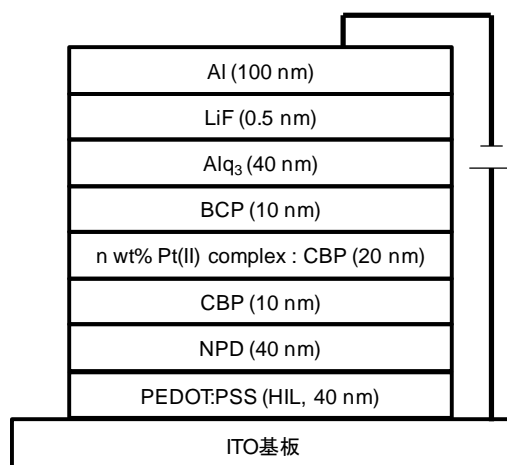 Al (100 nm)
LiF (0.5 nm)
Alq₃ (40 nm)
BCP (10 nm)
n wt% Pt(II) complex : CBP (20 nm)
CBP (10 nm)
NPD (40 nm)
PEDOT:PSS (HIL, 40 nm)
ITO基板